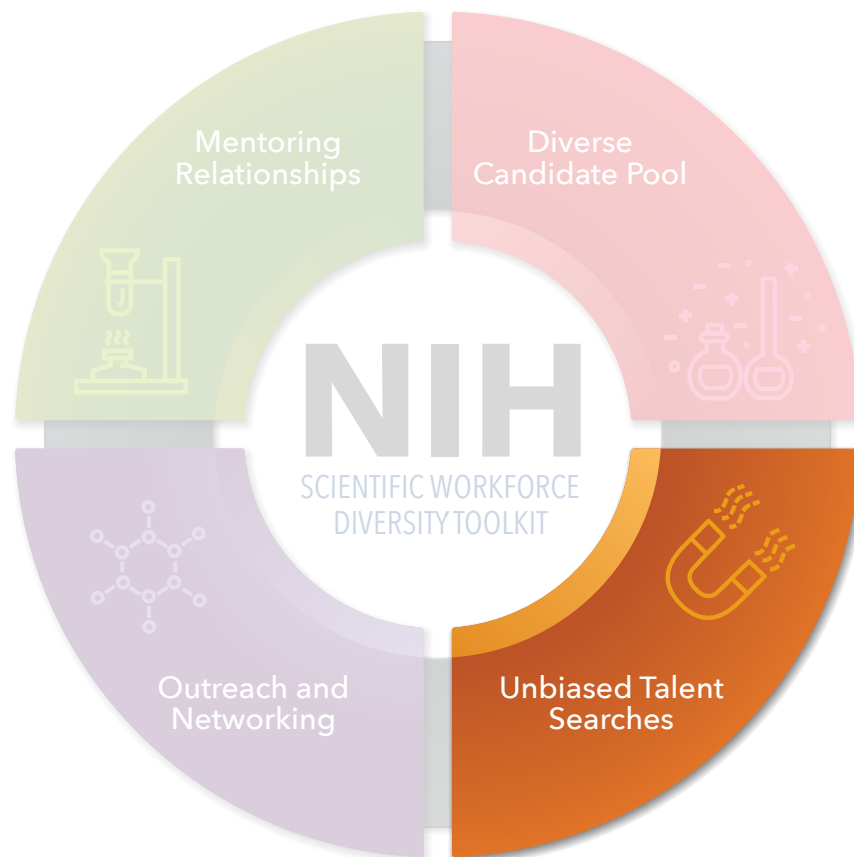 Mentoring
Relationships
Diverse
Candidate Pool
NIH
SCIENTIFIC WORKFORCE
DIVERSITY TOOLKIT
Outreach and
Networking
Unbiased Talent
Searches